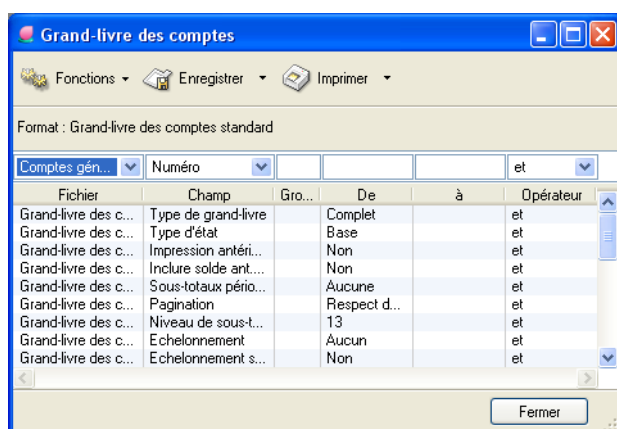 Grand-livre des comptes
Fonctions Enregistrer Imprimer
Format : Grand-livre des comptes standard
Comptes gén... Numéro et
Fichier Champ Gro... De à Opérateur
Grand-livre des c... Type de grand-livre Complet et
Grand-livre des c... Type d'état Base et
Grand-livre des c... Impression antéri... Non et
Grand-livre des c... Inclure solde ant.... Non et
Grand-livre des c... Sous-totaux pério... Aucune et
Grand-livre des c... Pagination Respect d... et
Grand-livre des c... Niveau de sous-t... 13 et
Grand-livre des c... Echelonnement Aucun et
Grand-livre des c... Echelonnement s... Non et
Fermer